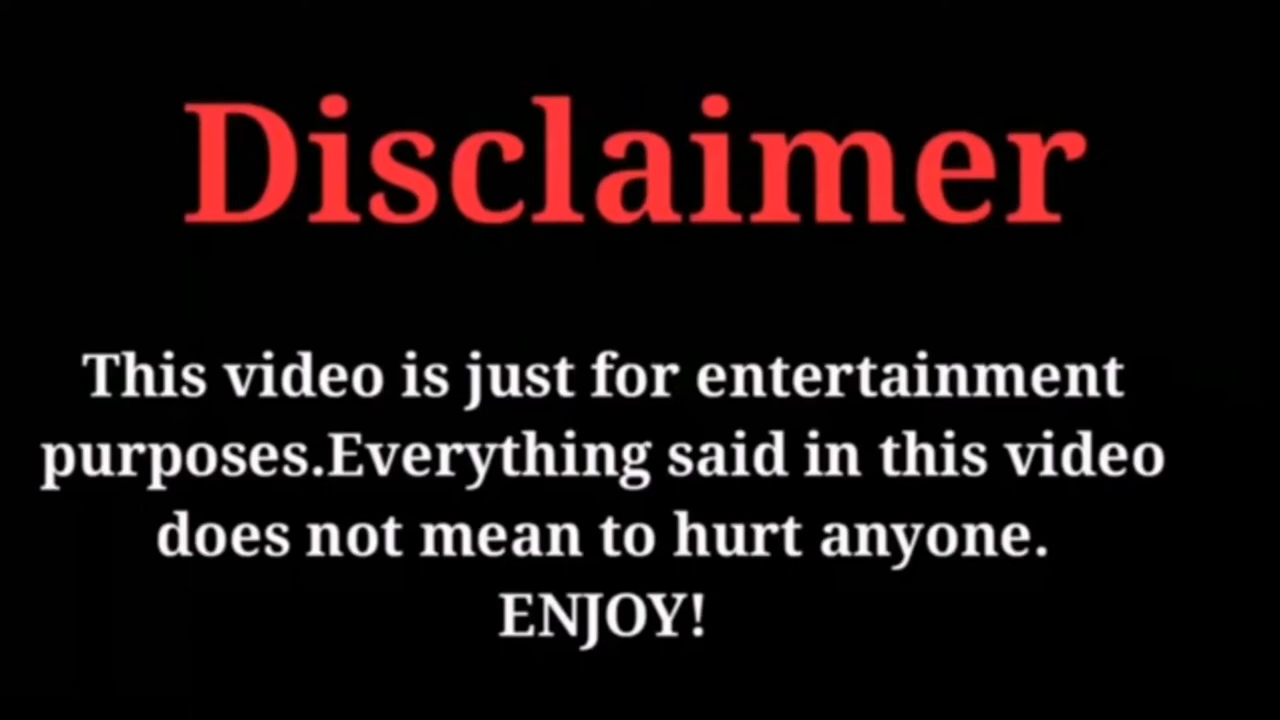 Disclaimer
This video is just for entertainment
purposes.Everything said in this video
does not mean to hurt anyone.
ENJOY!